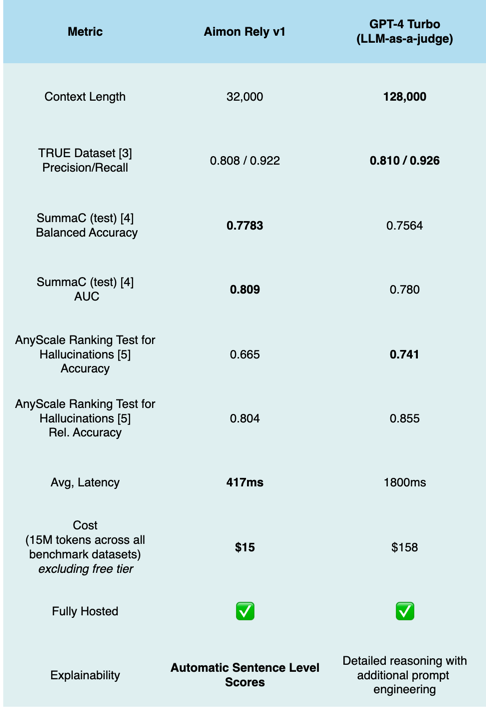 Metric Aimon Rely v1 GPT-4 Turbo
(LLM-as-a-judge)
Context Length 32,000 128,000
TRUE Dataset [3]
Precision/Recall 0.808 / 0.922 0.810 / 0.926
SummaC (test) [4]
Balanced Accuracy 0.7783 0.7564
SummaC (test) [4]
AUC 0.809 0.780
AnyScale Ranking Test for
Hallucinations [5]
Accuracy 0.665 0.741
AnyScale Ranking Test for
Hallucinations [5]
Rel. Accuracy 0.804 0.855
Avg, Latency 417ms 1800ms
Cost
(15M tokens across all
benchmark datasets)
excluding free tier $15 $158
Fully Hosted ✅ ✅
Explainability Automatic Sentence Level
Scores Detailed reasoning with
additional prompt
engineering